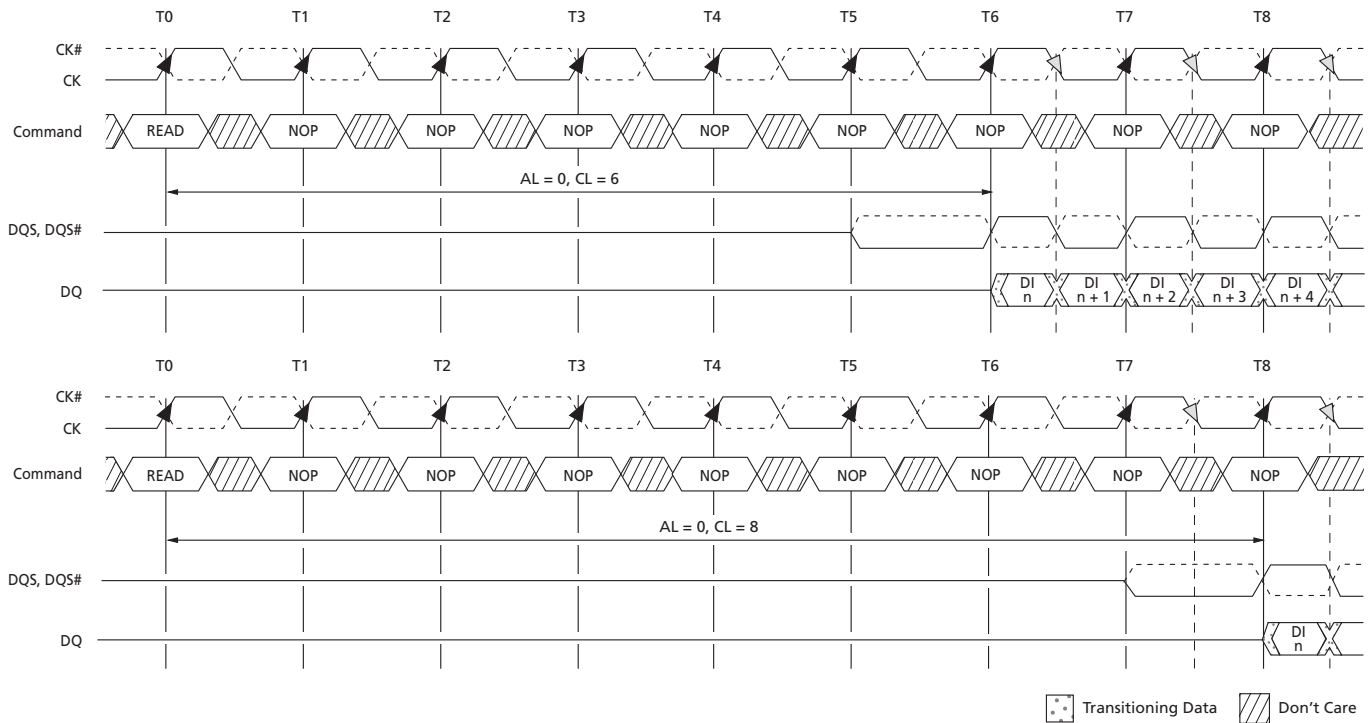 T0 T1 T2 T3 T4 T5 T6 T7 T8
CK#
CK
Command READ NOP NOP NOP NOP NOP NOP NOP NOP
AL = 0, CL = 6
DQS, DQS#
DQ DI n DI n + 1 DI n + 2 DI n + 3 DI n + 4
T0 T1 T2 T3 T4 T5 T6 T7 T8
CK#
CK
Command READ NOP NOP NOP NOP NOP NOP NOP NOP
AL = 0, CL = 8
DQS, DQS#
DQ DI n
Transitioning Data Don't Care